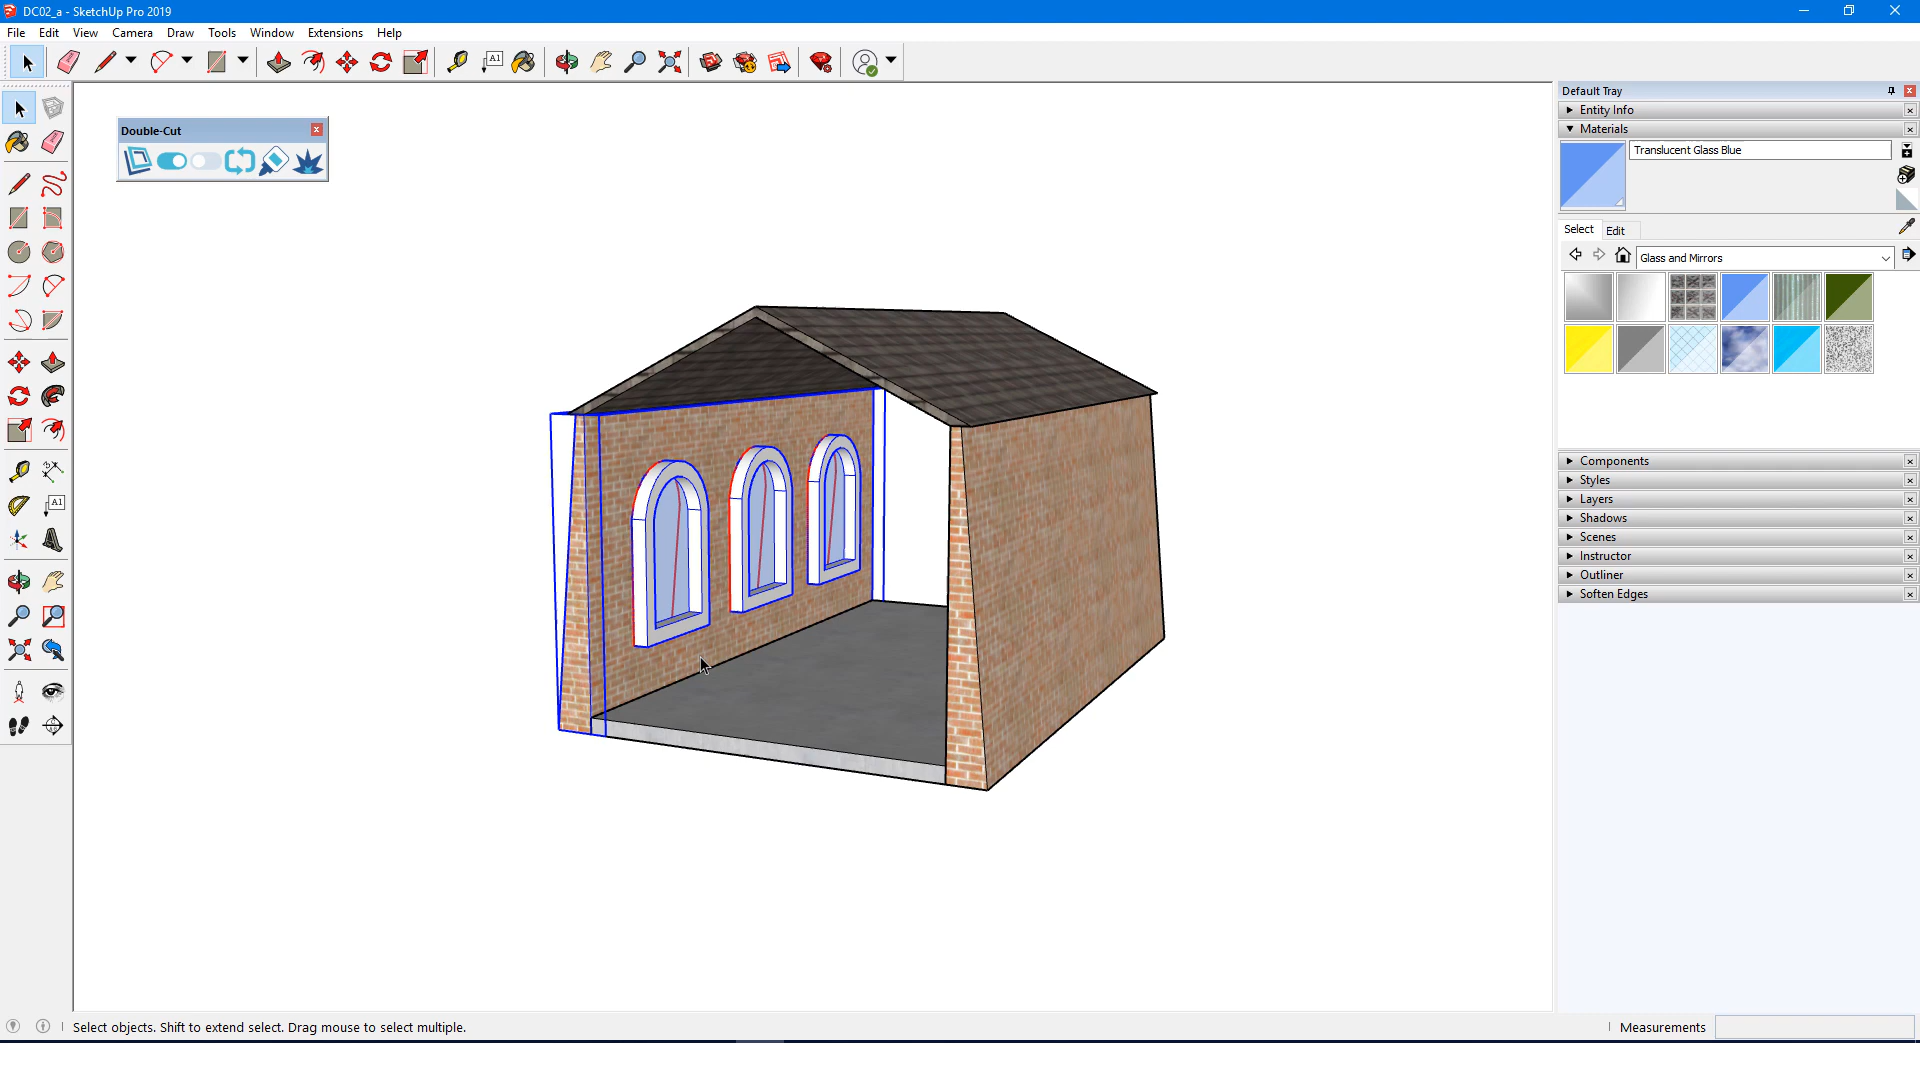 DC02_a - SketchUp Pro 2019
File Edit View Camera Draw Tools Window Extensions Help
A1
Default Tray
Double-Cut
Entity Info
Materials
Translucent Glass Blue
Select Edit
Glass and Mirrors
Components
Styles
Layers
Shadows
Scenes
Instructor
Outliner
Soften Edges
A1
Select objects. Shift to extend select. Drag mouse to select multiple.
Measurements